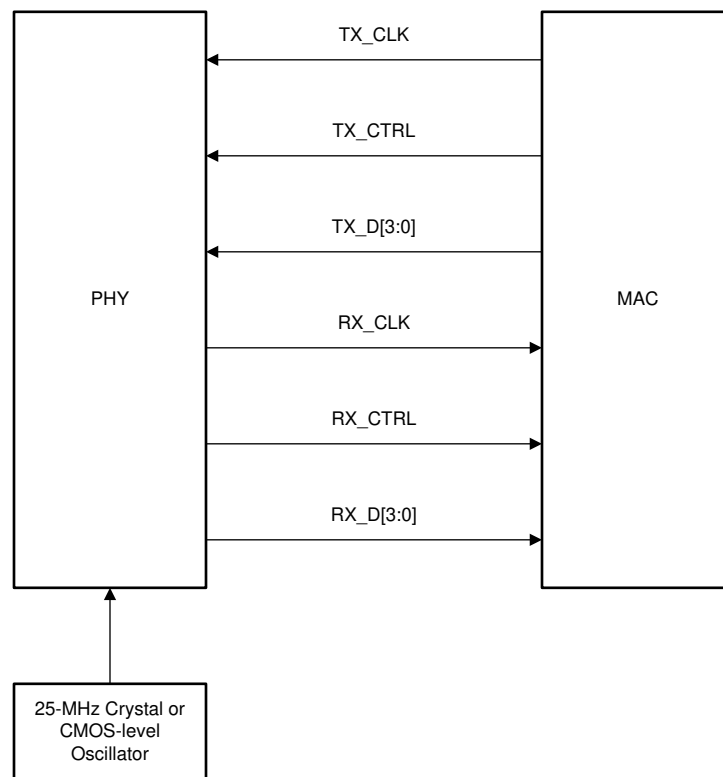 TX_CLK
TX_CTRL
TX_D[3:0]
PHY
MAC
RX_CLK
RX_CTRL
RX_D[3:0]
25-MHz Crystal or
CMOS-level
Oscillator